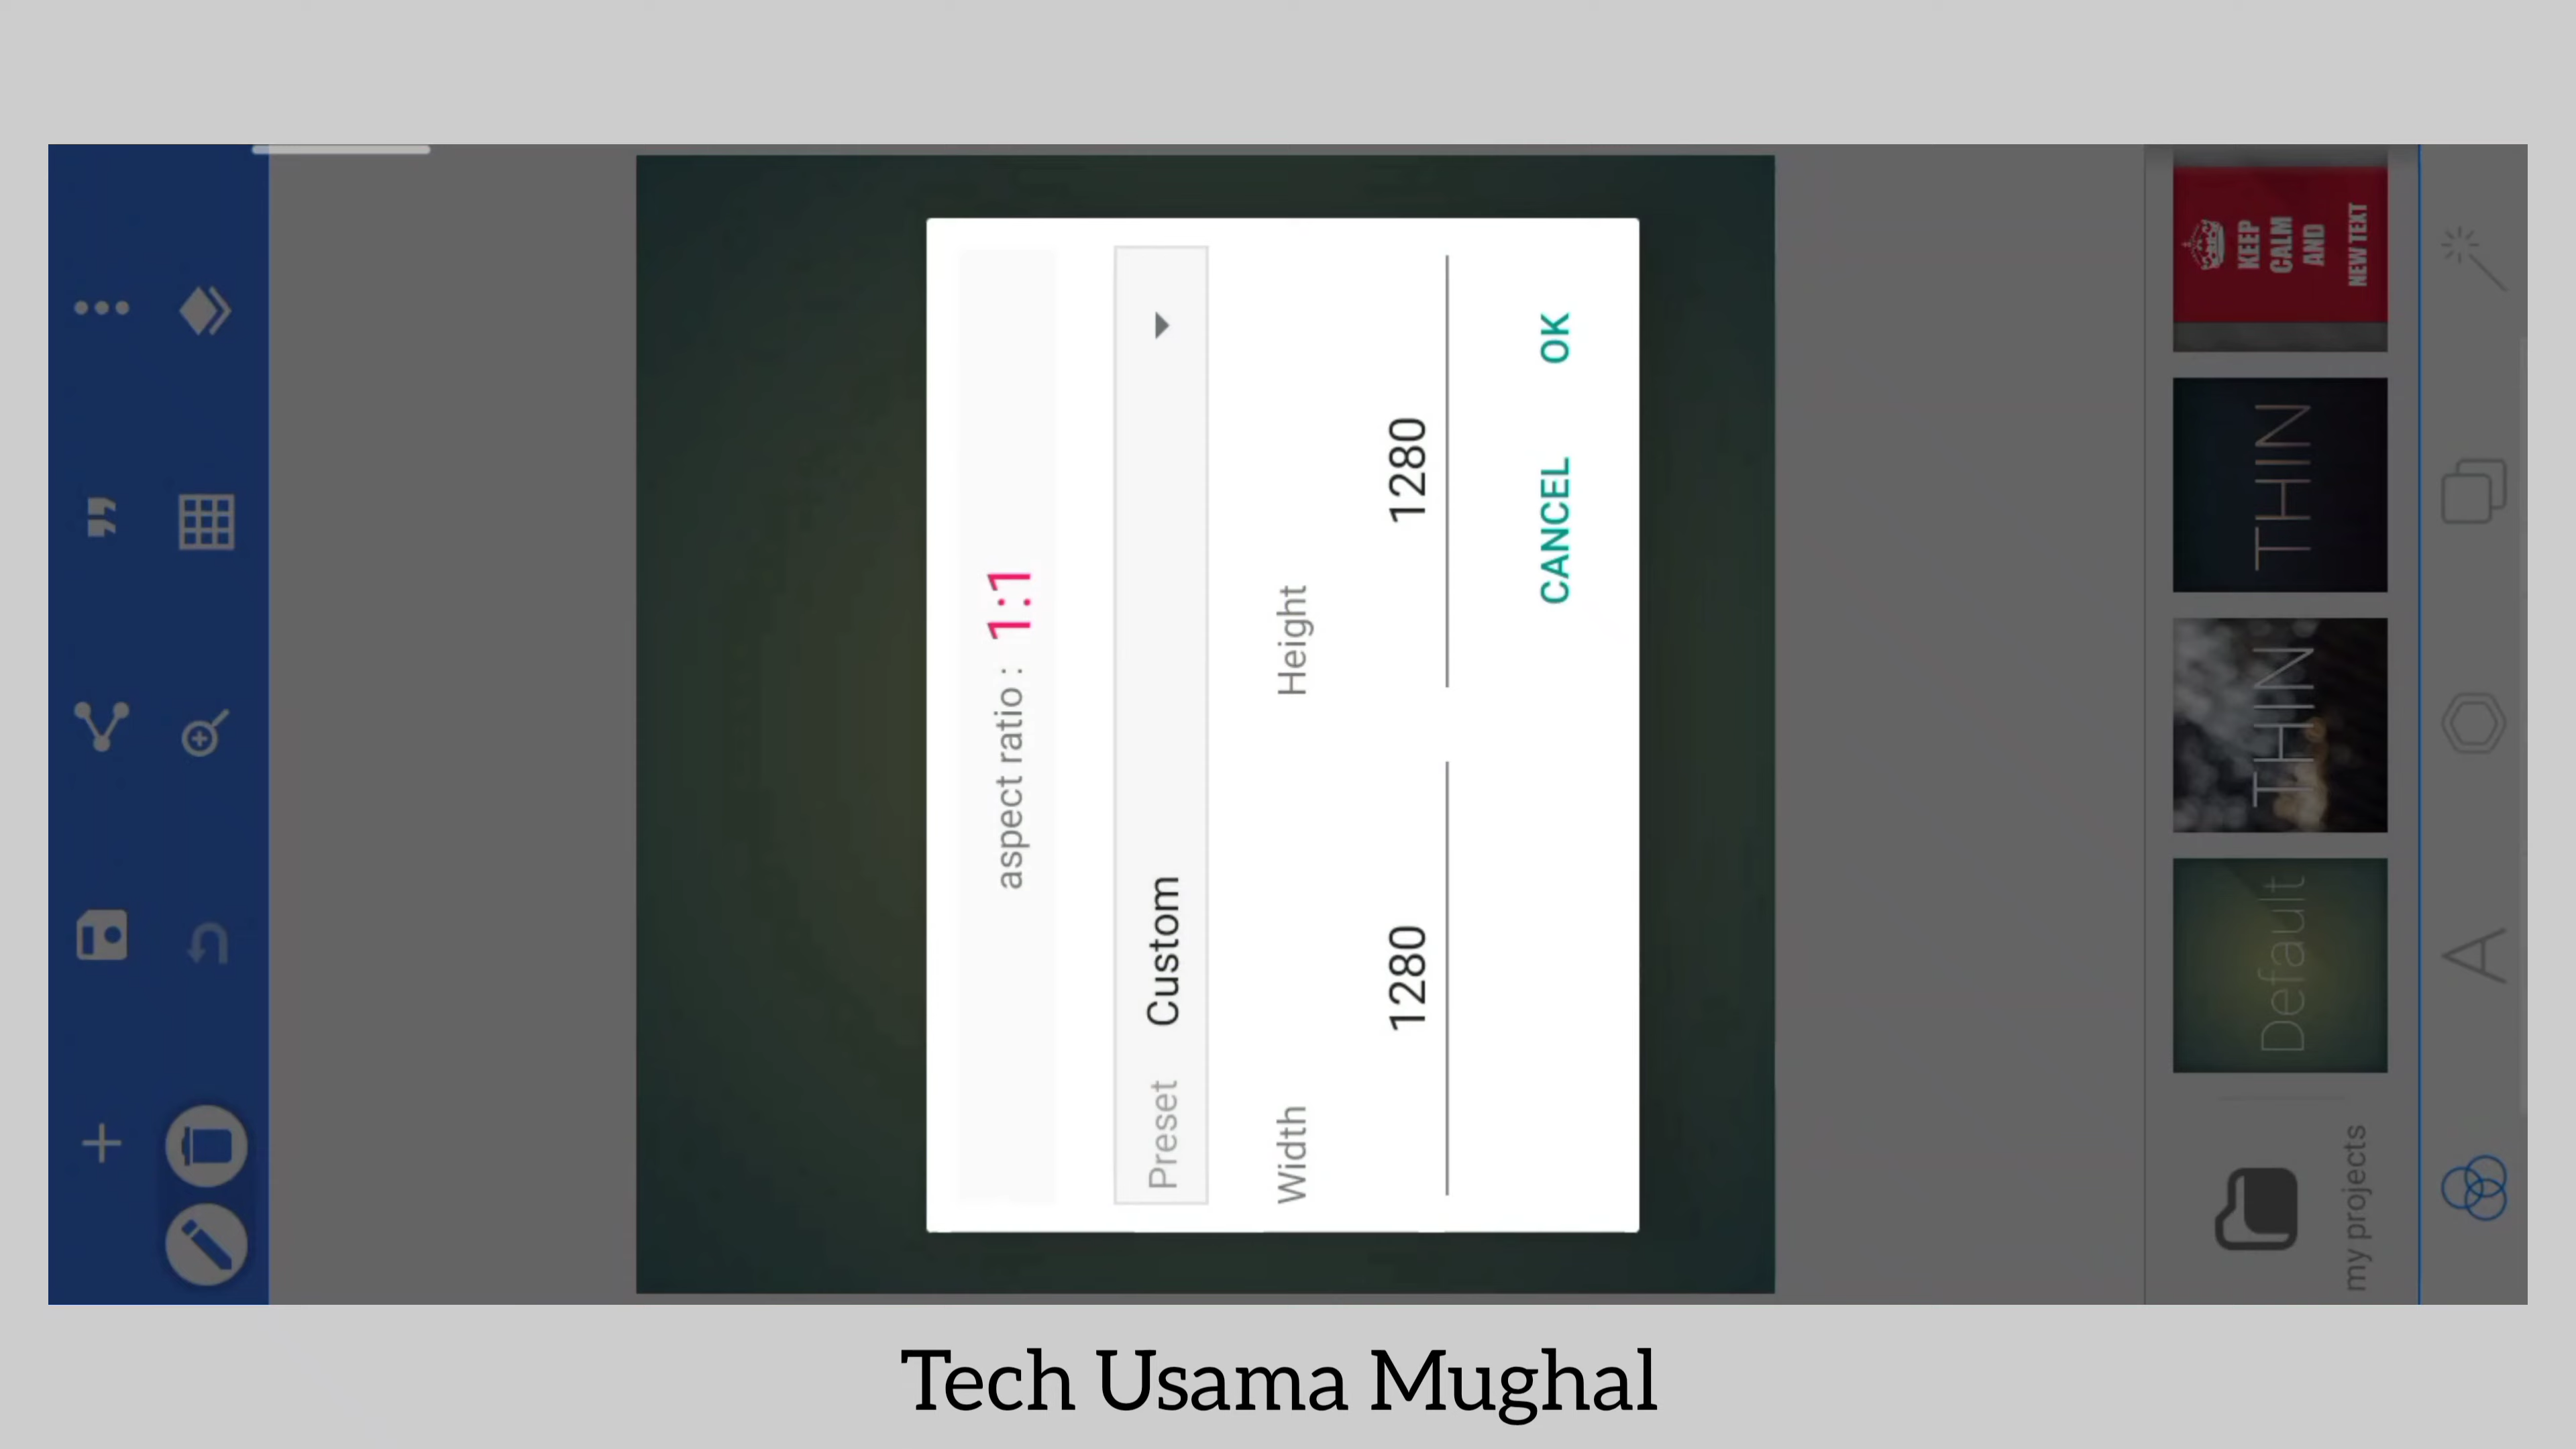 aspect ratio : 1:1
Preset Custom
Width Height
1280 1280
CANCEL OK
my projects
Default
THIN
THIN
KEEP
CALM
AND
NEW TEXT
Tech Usama Mughal